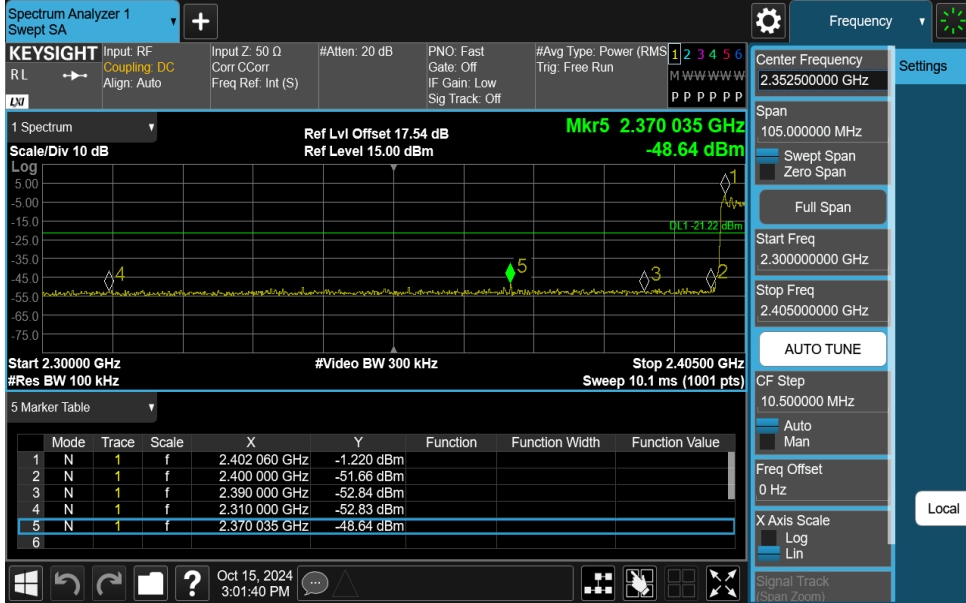 Spectrum Analyzer 1
Swept SA
Frequency
KEYSIGHT
R L
LXI
Input: RF
Coupling: DC
Align: Auto
Input Z: 50 Ω
Corr CCorr
Freq Ref: Int (S)
#Atten: 20 dB
PNO: Fast
Gate: Off
IF Gain: Low
Sig Track: Off
#Avg Type: Power (RMS
Trig: Free Run
1 2 3 4 5 6
M W W W W W
P P P P P P
1 Spectrum
Scale/Div 10 dB
Ref Lvl Offset 17.54 dB
Ref Level 15.00 dBm
Mkr5 2.370 035 GHz
-48.64 dBm
Log
5.00
-5.00
-15.0
-25.0
-35.0
-45.0
-55.0
-65.0
-75.0
1
DL1 -21.22 dBm
4
5
3
2
Start 2.30000 GHz
#Video BW 300 kHz
Stop 2.40500 GHz
#Res BW 100 kHz
Sweep 10.1 ms (1001 pts)
5 Marker Table
Mode Trace Scale X Y Function Function Width Function Value
1 N 1 f 2.402 060 GHz -1.220 dBm
2 N 1 f 2.400 000 GHz -51.66 dBm
3 N 1 f 2.390 000 GHz -52.84 dBm
4 N 1 f 2.310 000 GHz -52.83 dBm
5 N 1 f 2.370 035 GHz -48.64 dBm
6
Oct 15, 2024
3:01:40 PM
Center Frequency
2.352500000 GHz
Settings
Span
105.000000 MHz
Swept Span
Zero Span
Full Span
Start Freq
2.300000000 GHz
Stop Freq
2.405000000 GHz
AUTO TUNE
CF Step
10.500000 MHz
Auto
Man
Freq Offset
0 Hz
Local
X Axis Scale
Log
Lin
Signal Track
(Span Zoom)